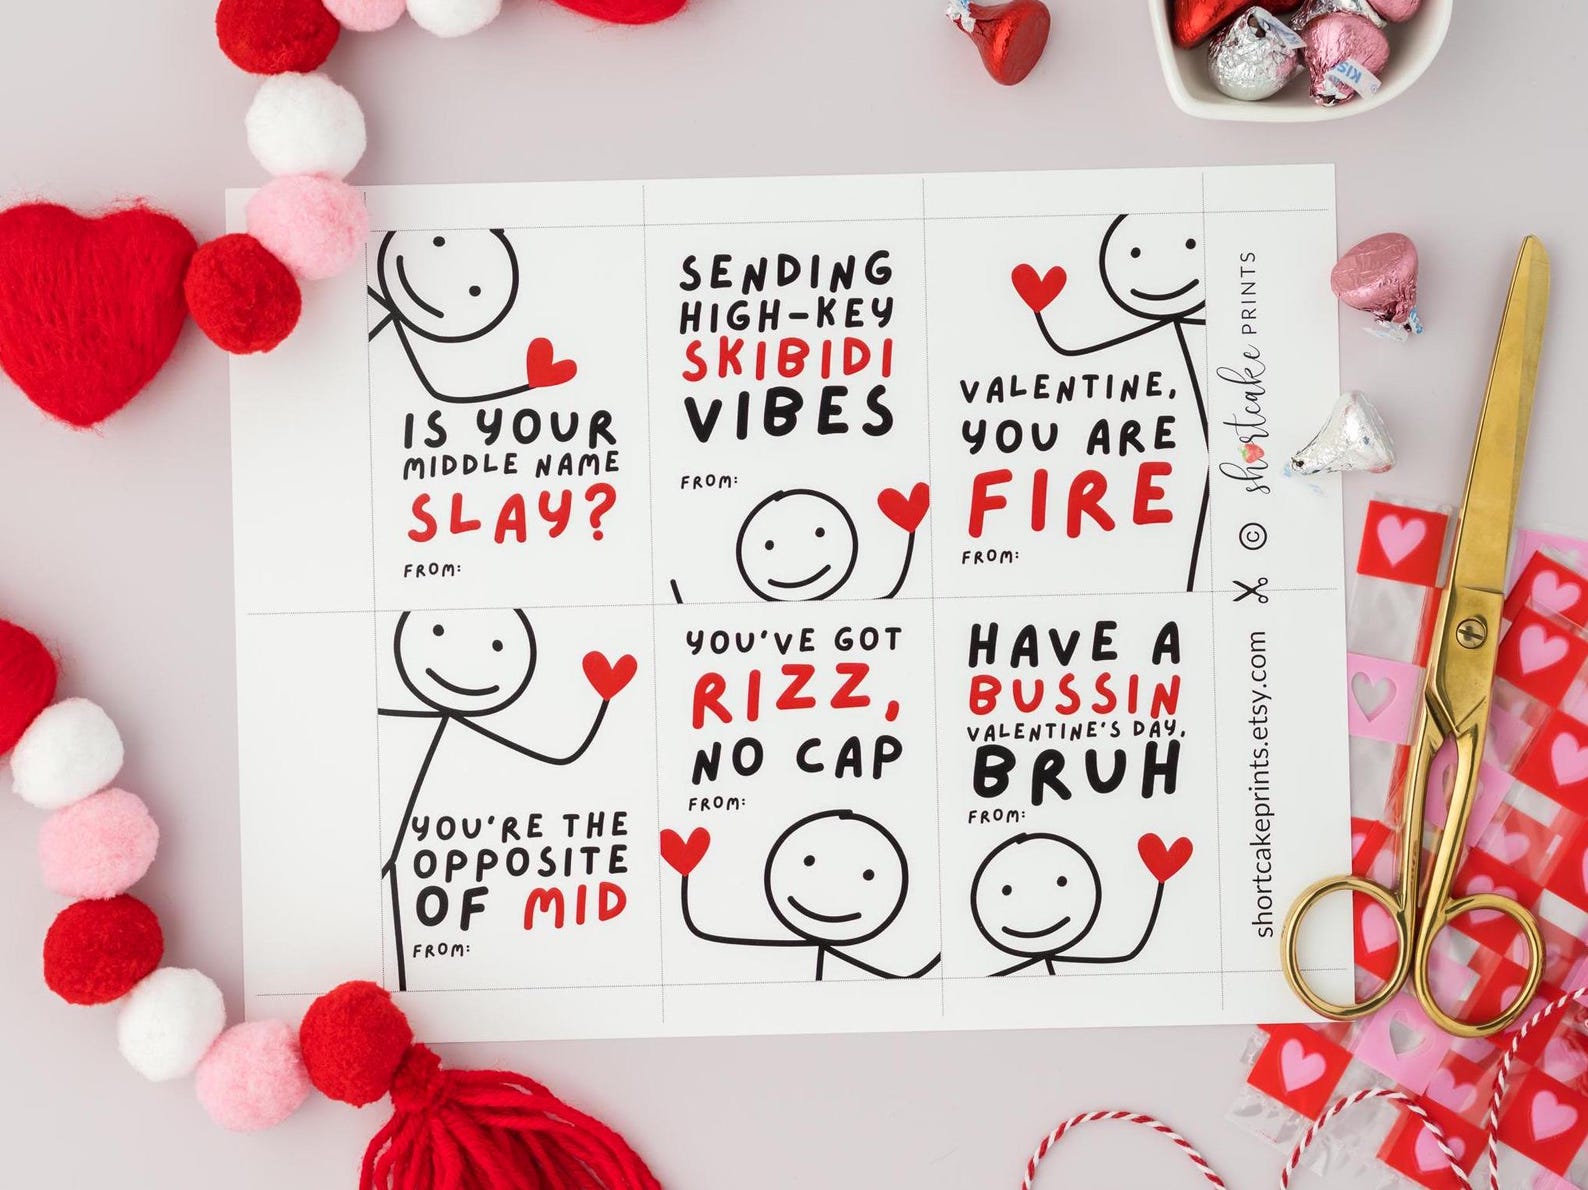 IS YOUR
MIDDLE NAME
SLAY?
FROM:
SENDING
HIGH-KEY
SKIBIDI
VIBES
FROM:
VALENTINE,
YOU ARE
FIRE
FROM:
YOU'RE THE
OPPOSITE
OF MID
FROM:
YOU'VE GOT
RIZZ,
NO CAP
FROM:
HAVE A
BUSSIN
VALENTINE'S DAY,
BRUH
FROM:
shortcakeprints.etsy.com © shortcake PRINTS
KISS